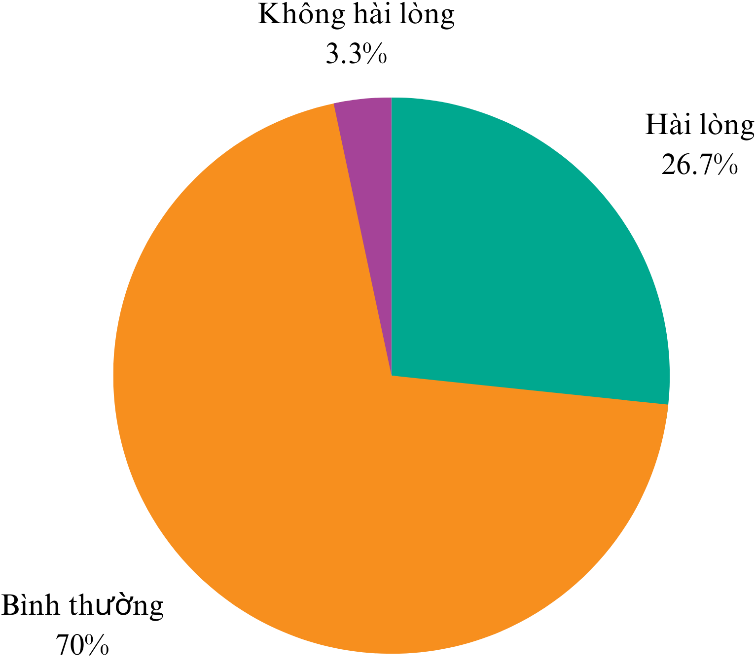 Không hài lòng
3.3%
Hài lòng
26.7%
Bình thường
70%